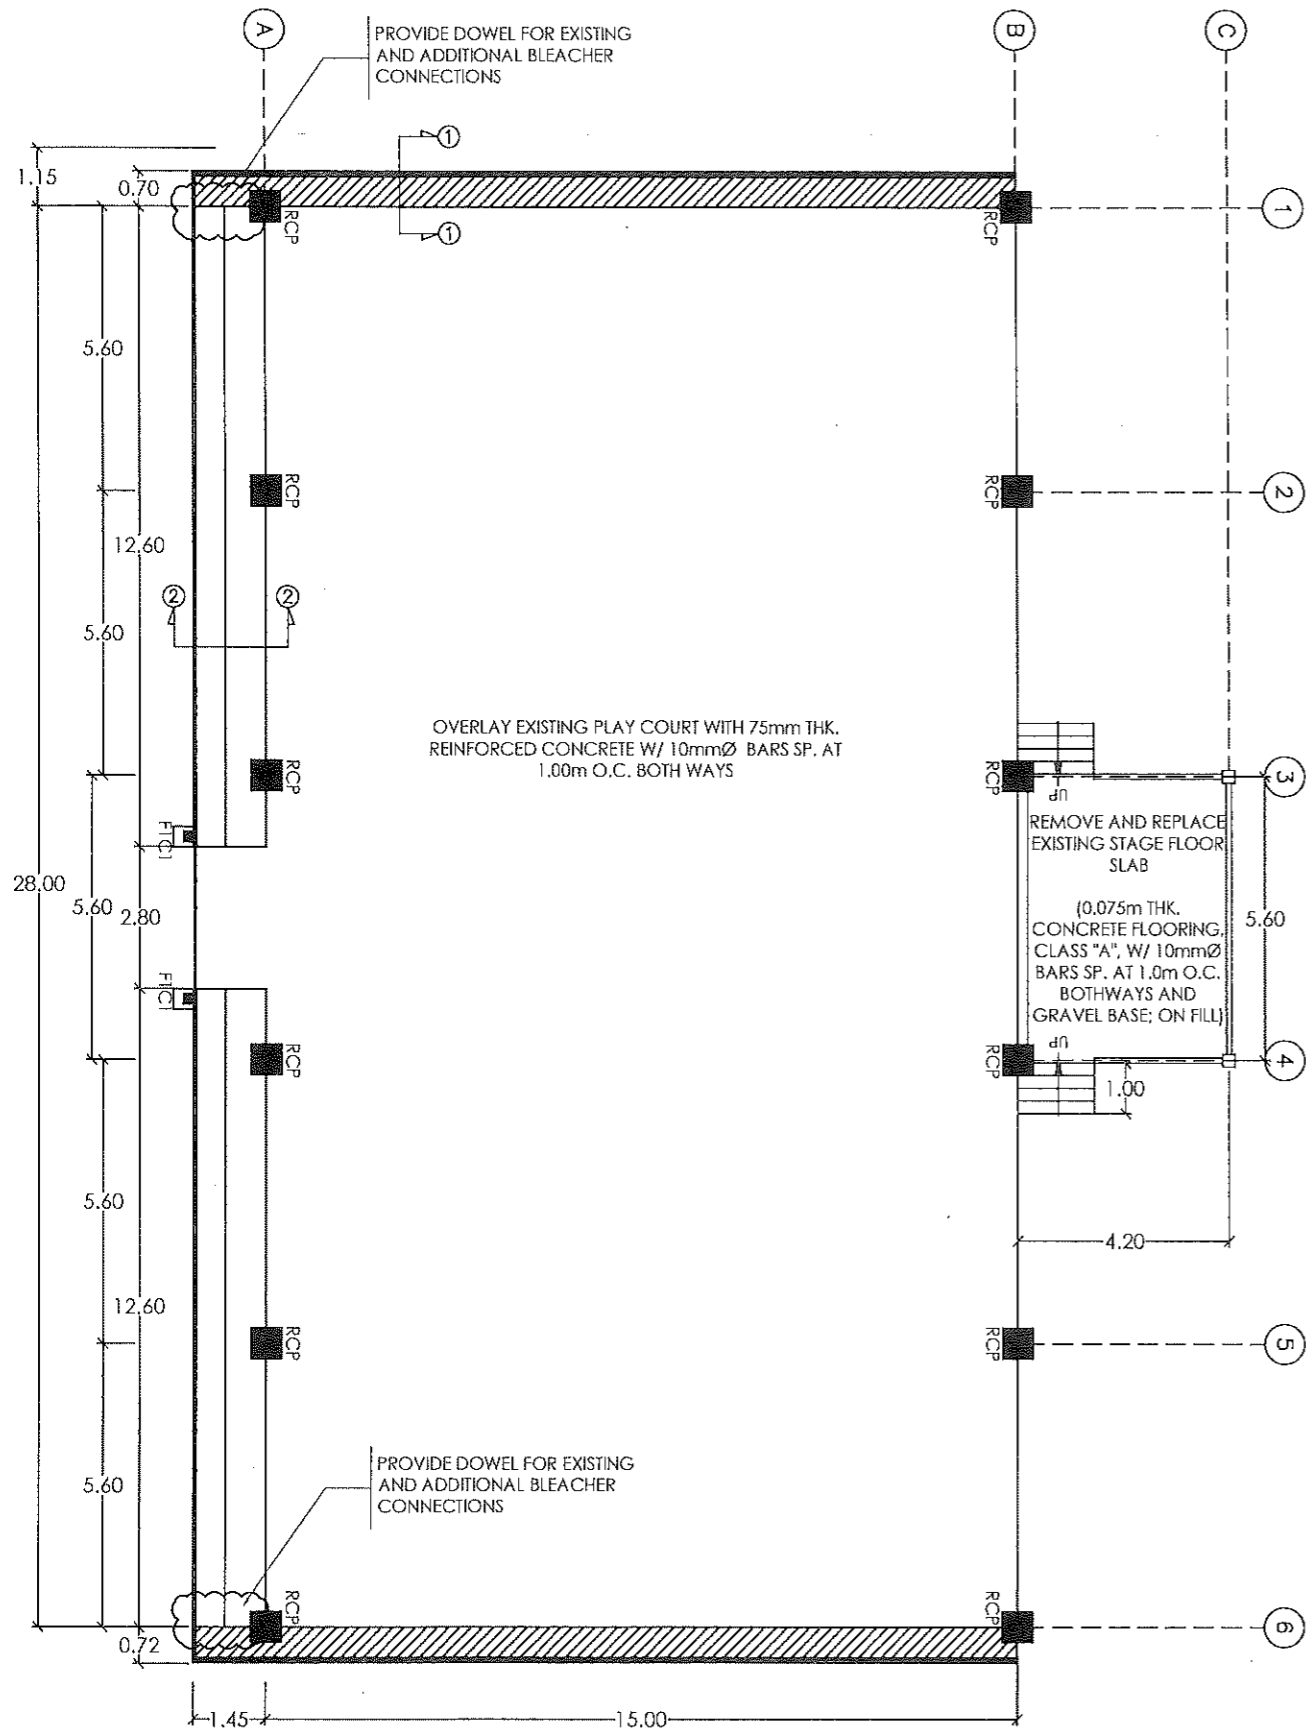 A
B
C
PROVIDE DOWEL FOR EXISTING
AND ADDITIONAL BLEACHER
CONNECTIONS
1
1
1.15
0.70
RCP
RCP
1
5.60
RCP
RCP
2
12.60
2
2
5.60
OVERLAY EXISTING PLAY COURT WITH 75mm THK.
REINFORCED CONCRETE W/ 10mmØ BARS SP. AT
1.00m O.C. BOTH WAYS
RCP
RCP
UP
3
REMOVE AND REPLACE
EXISTING STAGE FLOOR
SLAB
(0.075m THK.
CONCRETE FLOORING,
CLASS "A", W/ 10mmØ
BARS SP. AT 1.0m O.C.
BOTHWAYS AND
GRAVEL BASE; ON FILL)
F1C1
28.00
5.60
2.80
5.60
F1C1
RCP
RCP
UP
4
1.00
5.60
4.20
12.60
RCP
RCP
5
PROVIDE DOWEL FOR EXISTING
AND ADDITIONAL BLEACHER
CONNECTIONS
5.60
RCP
RCP
6
0.72
1.45
15.00